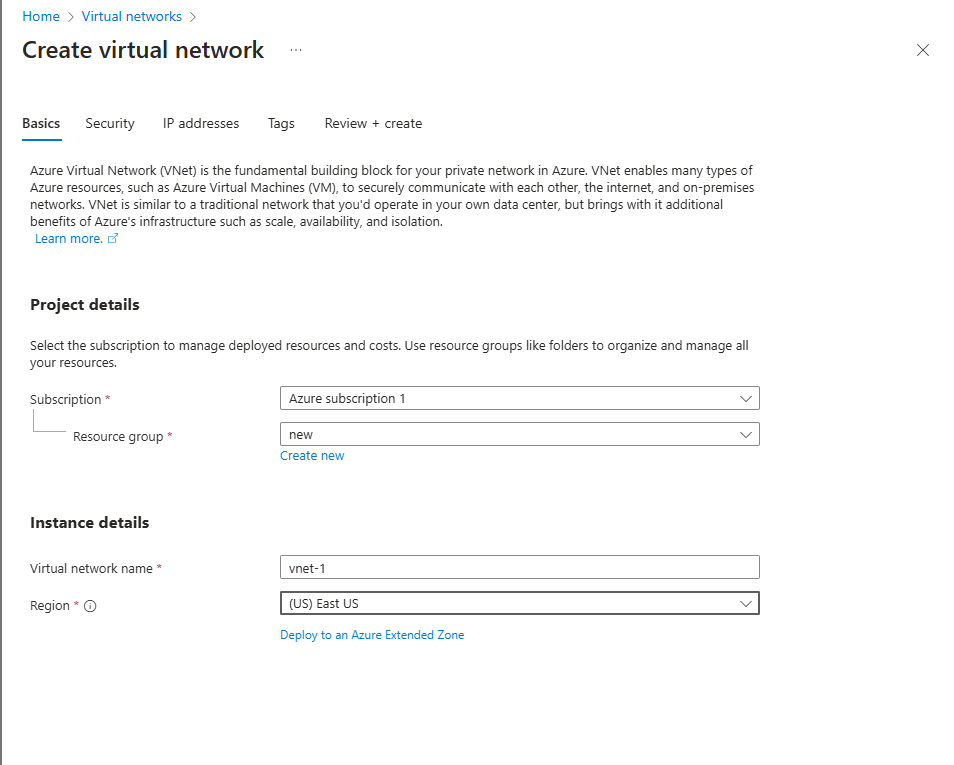 Home > Virtual networks >
Create virtual network ...
Basics Security IP addresses Tags Review + create
Azure Virtual Network (VNet) is the fundamental building block for your private network in Azure. VNet enables many types of
Azure resources, such as Azure Virtual Machines (VM), to securely communicate with each other, the internet, and on-premises
networks. VNet is similar to a traditional network that you'd operate in your own data center, but brings with it additional
benefits of Azure's infrastructure such as scale, availability, and isolation.
Learn more.
Project details
Select the subscription to manage deployed resources and costs. Use resource groups like folders to organize and manage all
your resources.
Subscription * Azure subscription 1
Resource group * new
Create new
Instance details
Virtual network name * vnet-1
Region * (US) East US
Deploy to an Azure Extended Zone